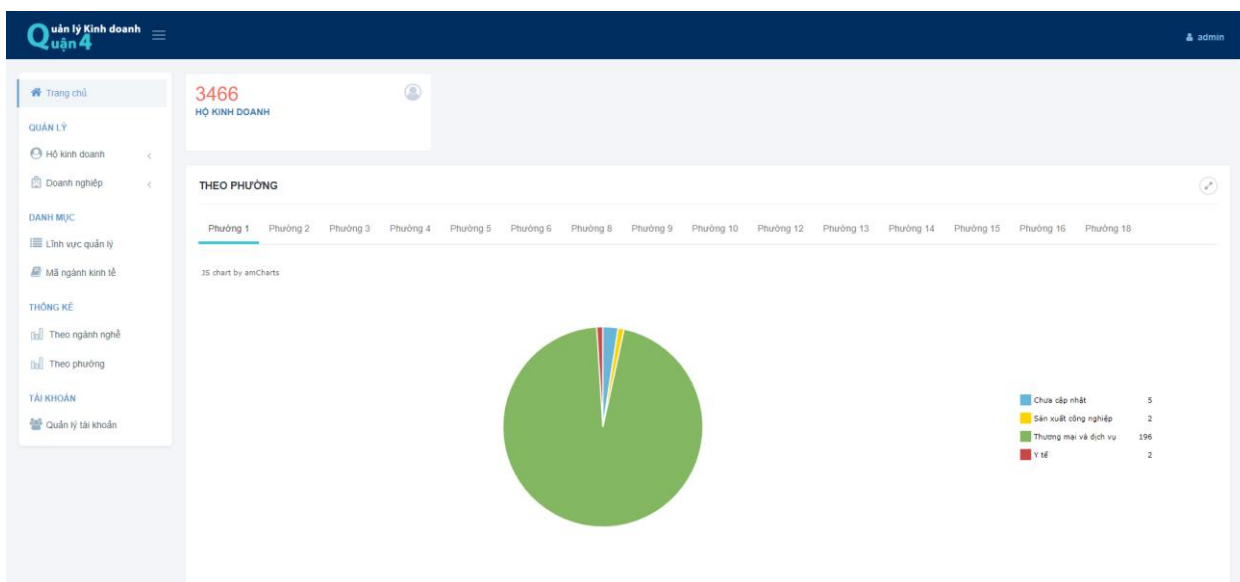 Quản lý Kinh doanh
Quận 4
admin
Trang chủ
QUẢN LÝ
Hộ kinh doanh
Doanh nghiệp
DANH MỤC
Lĩnh vực quản lý
Mã ngành kinh tế
THỐNG KÊ
Theo ngành nghề
Theo phường
TÀI KHOẢN
Quản lý tài khoản
3466
HỘ KINH DOANH
THEO PHƯỜNG
Phường 1 Phường 2 Phường 3 Phường 4 Phường 5 Phường 6 Phường 8 Phường 9 Phường 10 Phường 12 Phường 13 Phường 14 Phường 15 Phường 16 Phường 18
JS chart by amCharts
Chưa cập nhật 5
Sản xuất công nghiệp 2
Thương mại và dịch vụ 196
Y tế 2